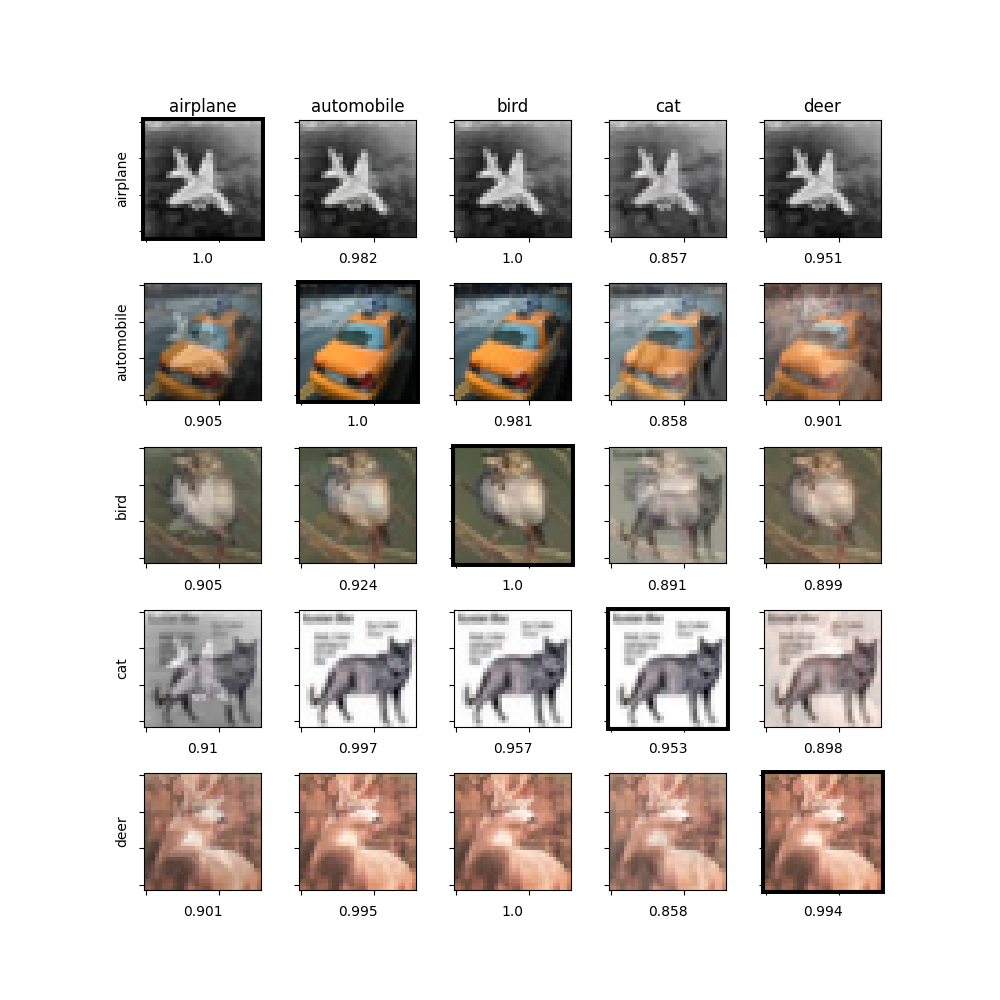 airplane automobile bird cat deer
airplane
1.0 0.982 1.0 0.857 0.951
automobile
0.905 1.0 0.981 0.858 0.901
bird
0.905 0.924 1.0 0.891 0.899
cat
0.91 0.997 0.957 0.953 0.898
deer
0.901 0.995 1.0 0.858 0.994